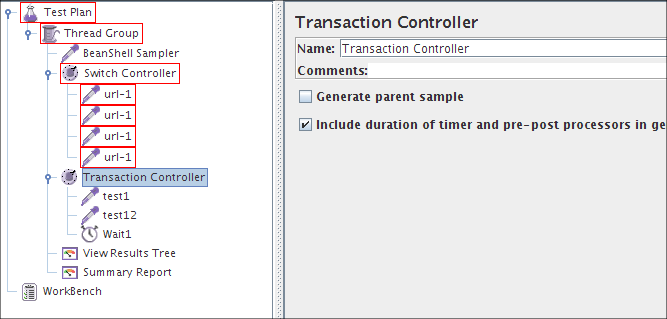 Test Plan
Thread Group
BeanShell Sampler
Switch Controller
url-1
url-1
url-1
url-1
Transaction Controller
test1
test12
Wait1
View Results Tree
Summary Report
WorkBench
Transaction Controller
Name: Transaction Controller
Comments:
Generate parent sample
Include duration of timer and pre-post processors in ge